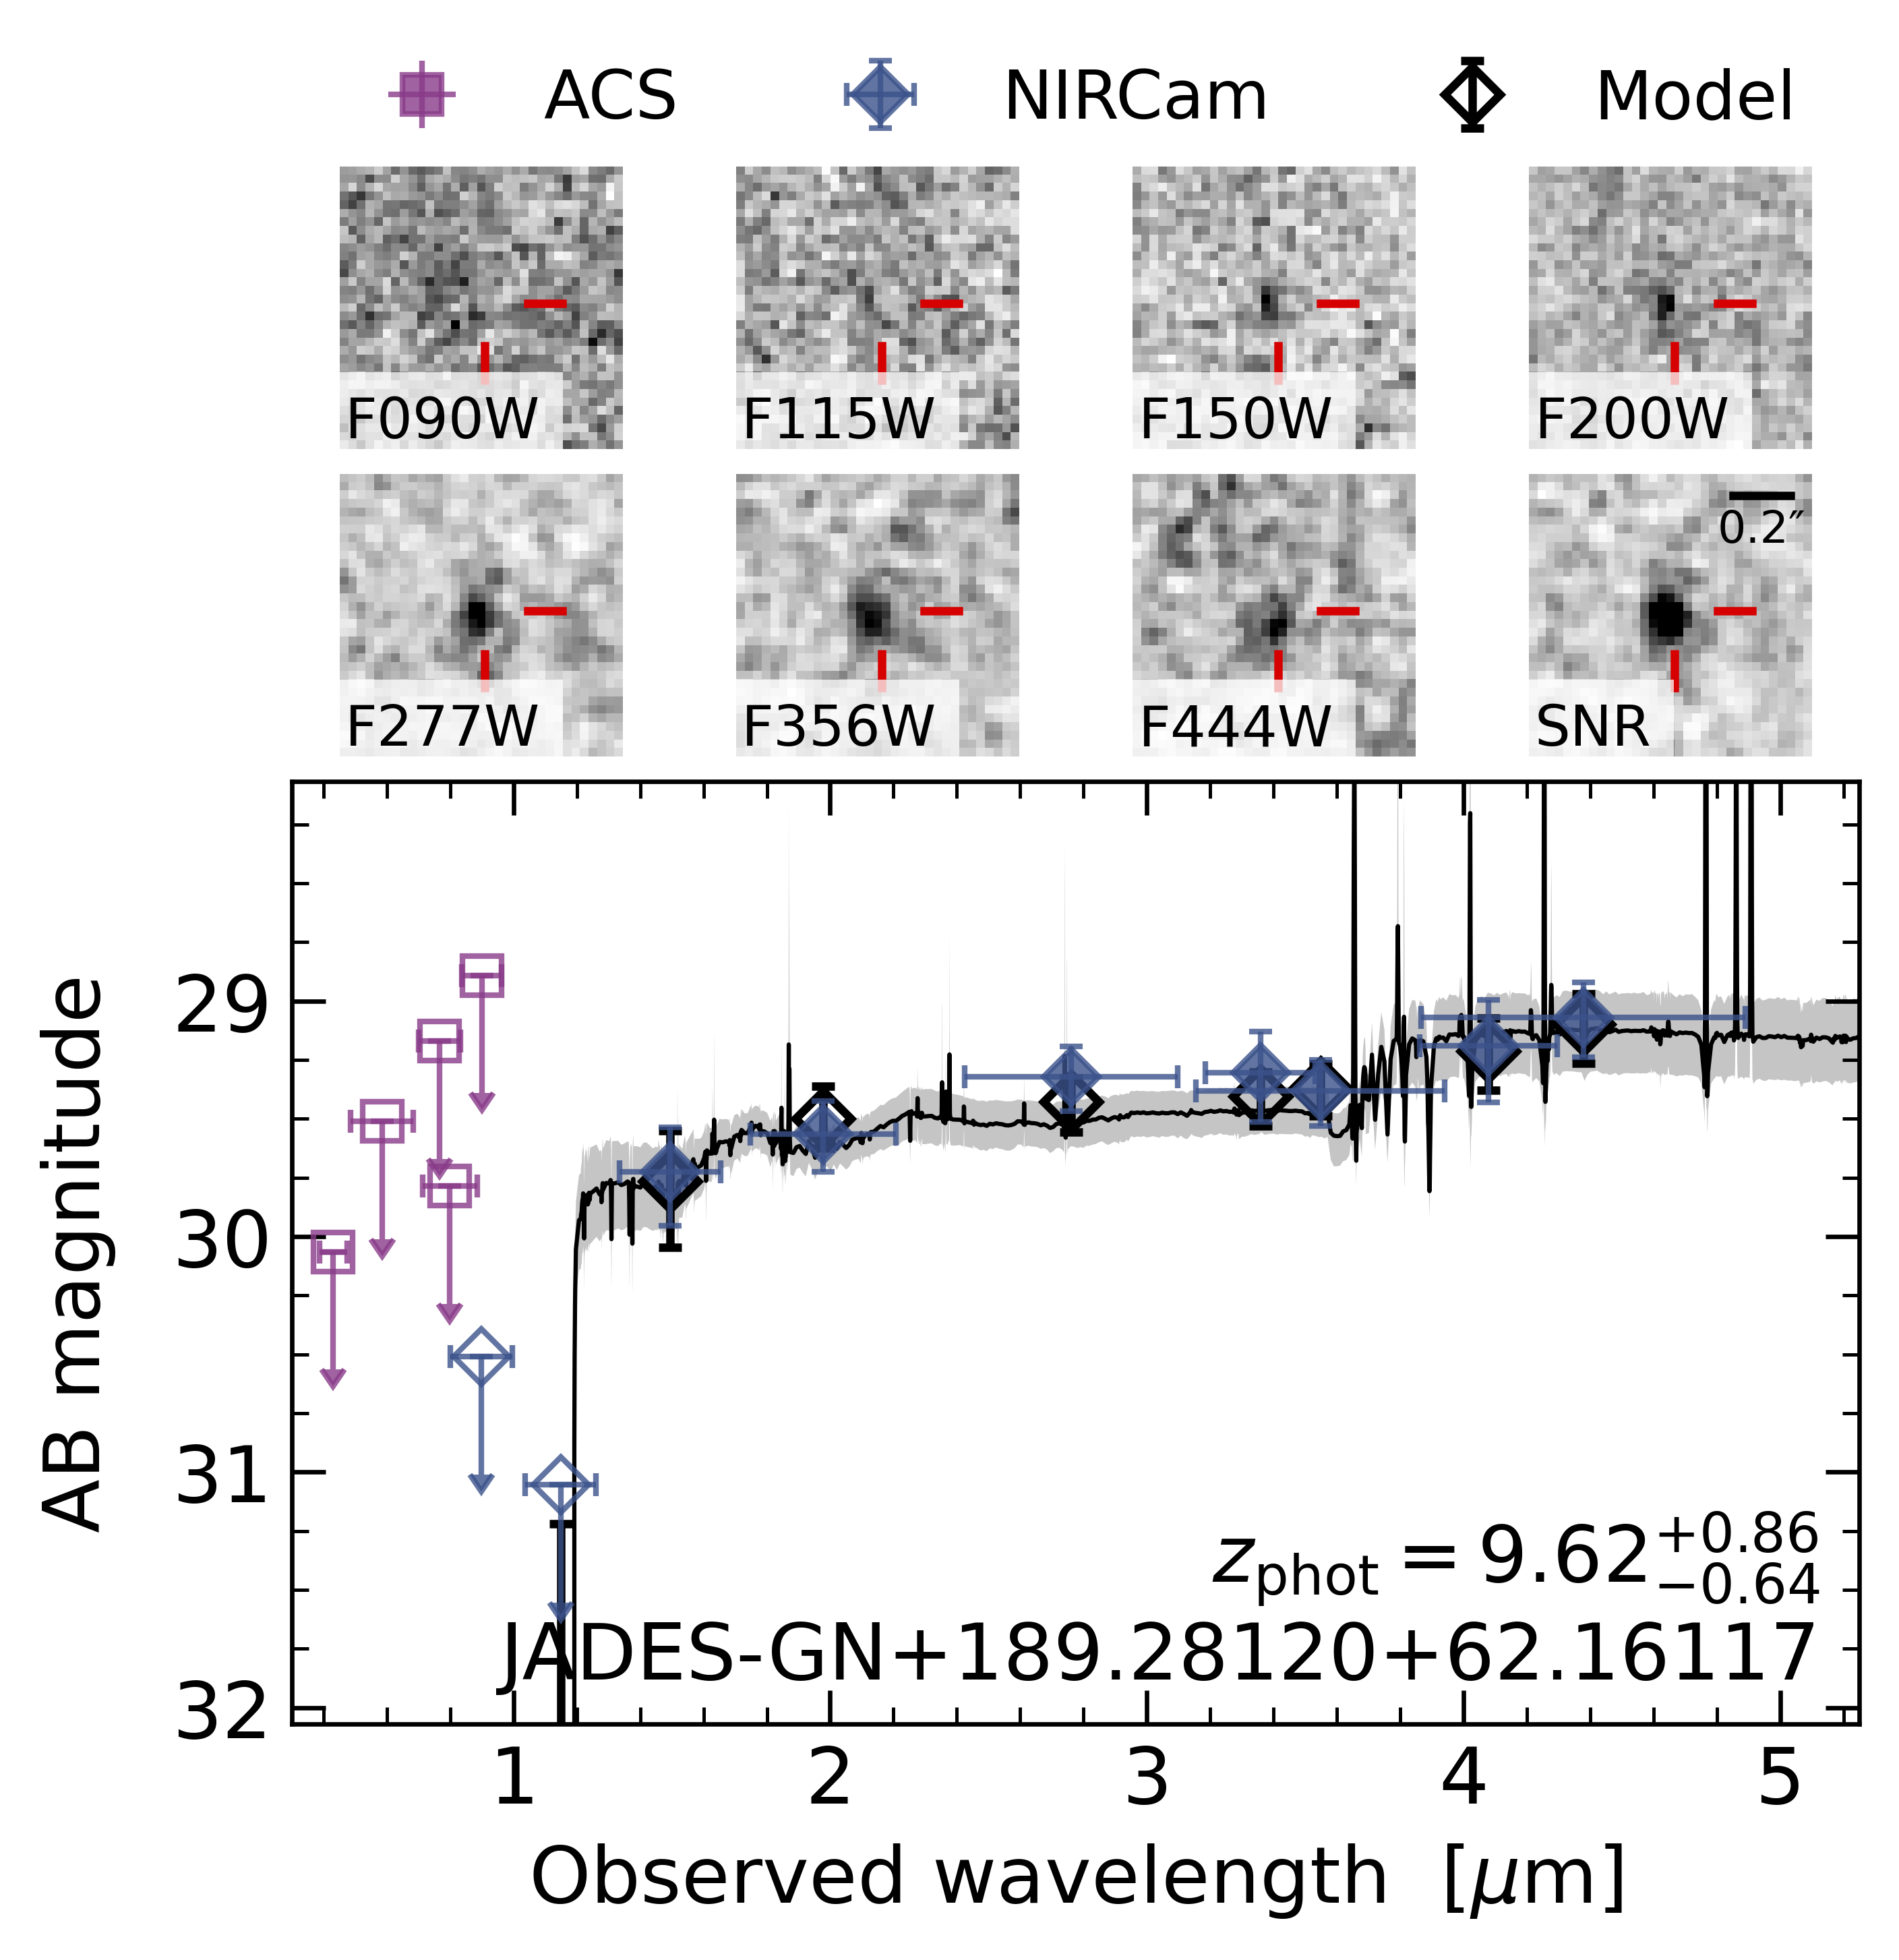 ACS NIRCam Model
F090W F115W F150W F200W
0.2″
F277W F356W F444W SNR
AB magnitude
29
30
31
32
z_phot = 9.62 +0.86 −0.64
JADES-GN+189.28120+62.16117
1 2 3 4 5
Observed wavelength [μm]